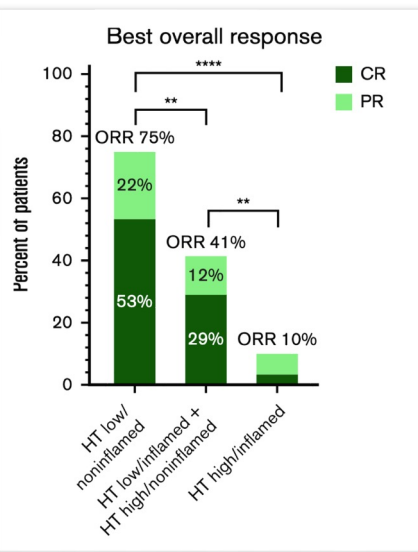 Best overall response
****
**
**
CR
PR
ORR 75%
22%
53%
ORR 41%
12%
29%
ORR 10%
Percent of patients
100
80
60
40
20
0
HT low/
noninflamed
HT low/inflamed +
HT high/noninflamed
HT high/inflamed